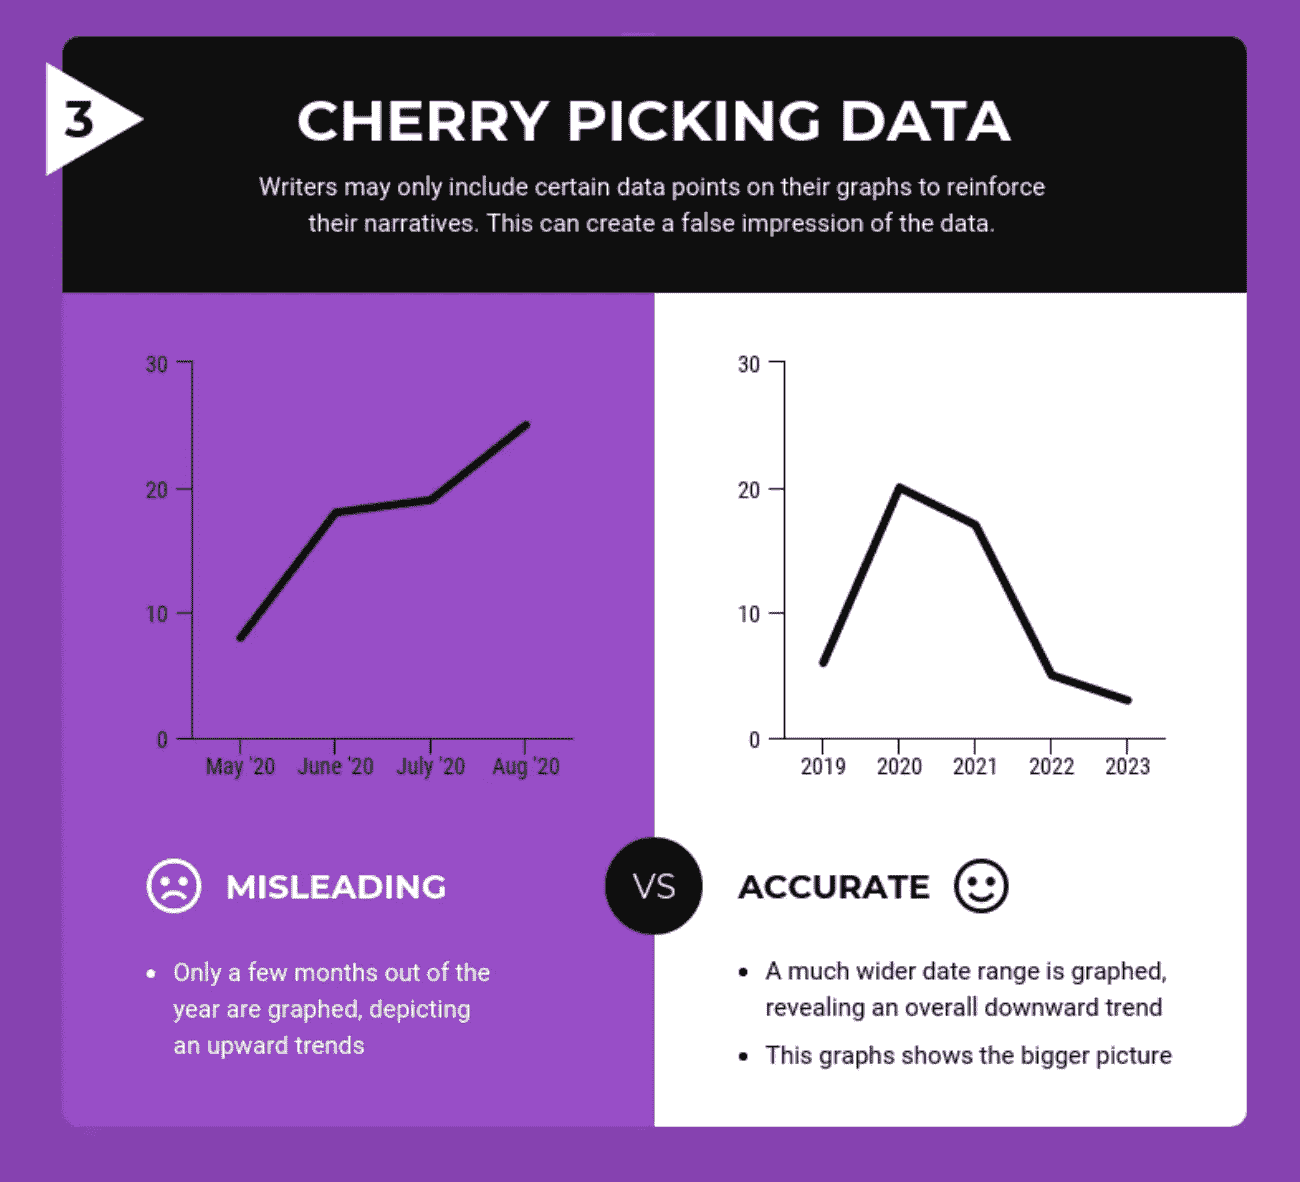 3
CHERRY PICKING DATA
Writers may only include certain data points on their graphs to reinforce
their narratives. This can create a false impression of the data.
30
20
10
0
May '20 June '20 July '20 Aug '20
30
20
10
0
2019 2020 2021 2022 2023
MISLEADING
VS
ACCURATE
• Only a few months out of the
year are graphed, depicting
an upward trends
• A much wider date range is graphed,
revealing an overall downward trend
• This graphs shows the bigger picture